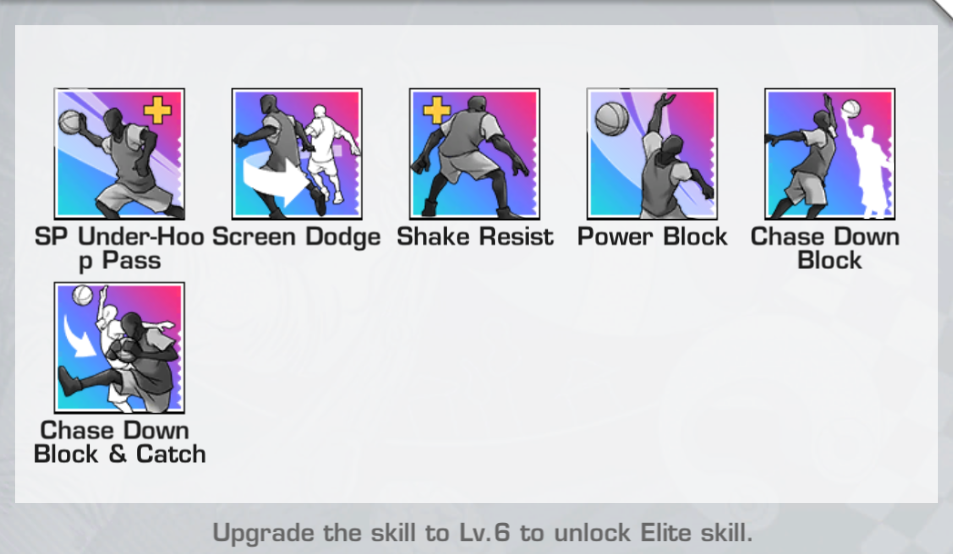 SP Under-Hoo
p Pass
Screen Dodge
Shake Resist
Power Block
Chase Down
Block
Chase Down
Block & Catch
Upgrade the skill to Lv.6 to unlock Elite skill.